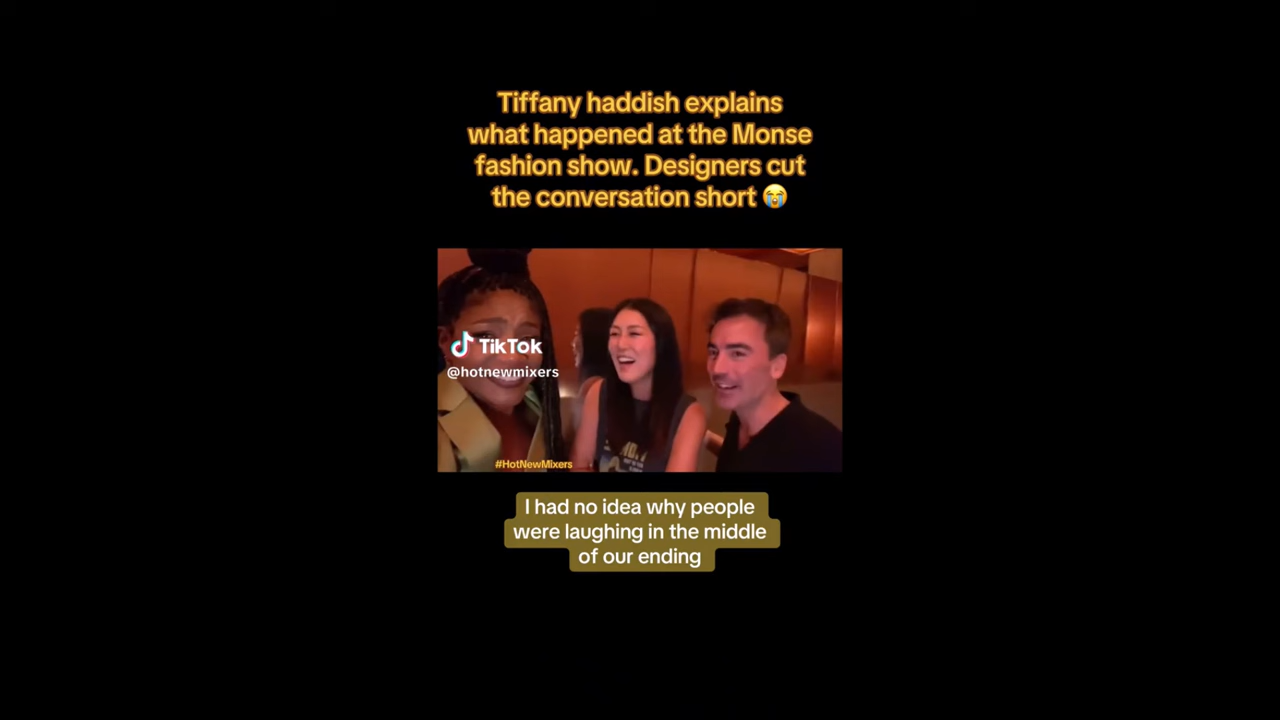 Tiffany haddish explains
what happened at the Monse
fashion show. Designers cut
the conversation short 😭
TikTok
@hotnewmixers
#HotNewMixers
I had no idea why people
were laughing in the middle
of our ending